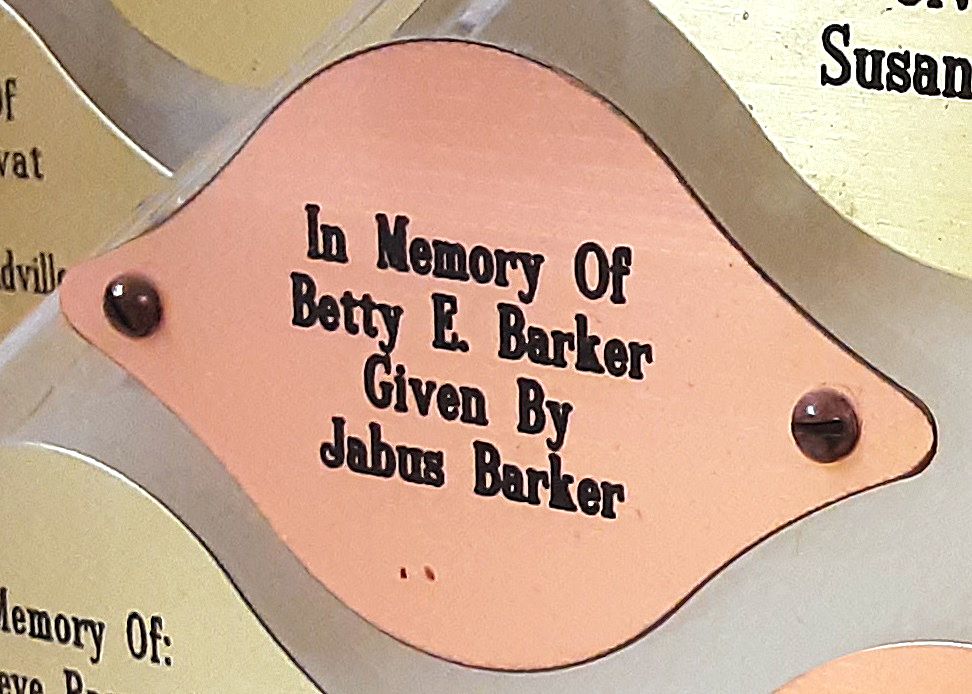 In Memory Of
Betty E. Barker
Given By
Jabus Barker
Susan
Memory Of: